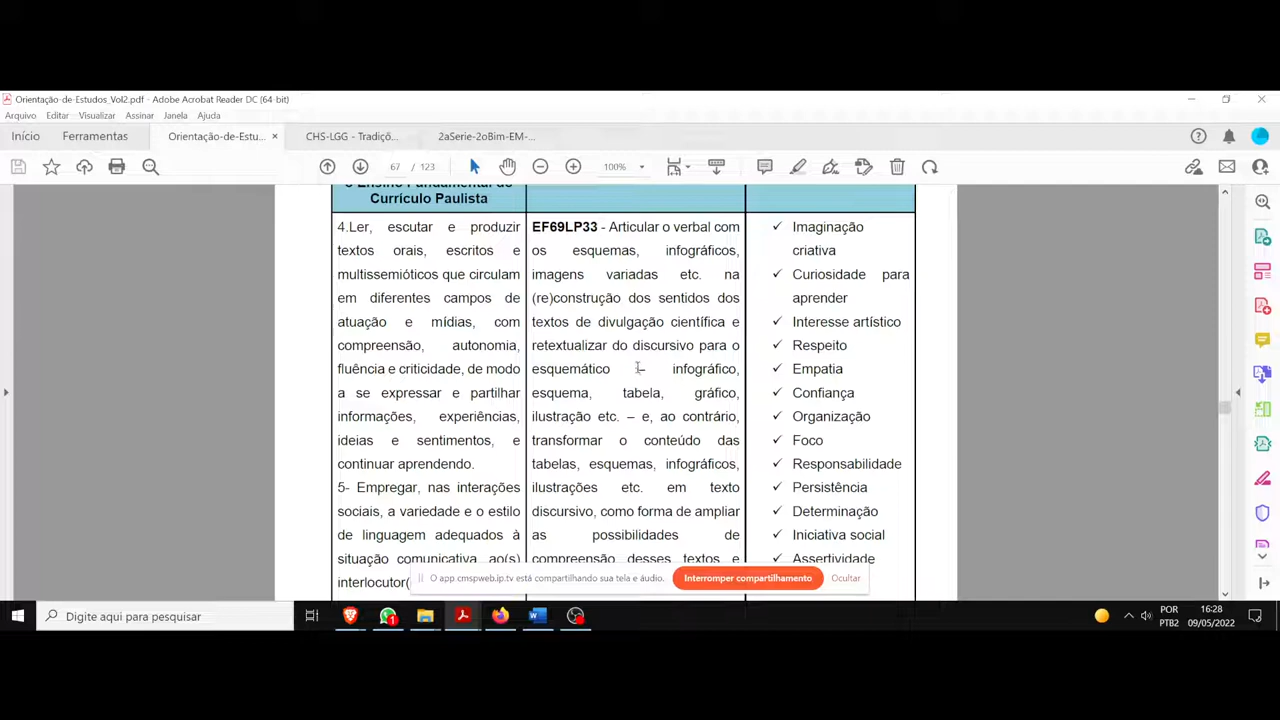 Orientação-de-Estudos_Vol2.pdf - Adobe Acrobat Reader DC (64-bit)
Arquivo Editar Visualizar Assinar Janela Ajuda
Início Ferramentas Orientação-de-Estu... × CHS-LGG - Tradiçõ... 2aSerie-2oBim-EM-...
67 / 123 100%
Currículo Paulista
4.Ler, escutar e produzir
textos orais, escritos e
multissemióticos que circulam
em diferentes campos de
atuação e mídias, com
compreensão, autonomia,
fluência e criticidade, de modo
a se expressar e partilhar
informações, experiências,
ideias e sentimentos, e
continuar aprendendo.
5- Empregar, nas interações
sociais, a variedade e o estilo
de linguagem adequados à
situação comunicativa, ao(s)
interlocutor(
EF69LP33 - Articular o verbal com
os esquemas, infográficos,
imagens variadas etc. na
(re)construção dos sentidos dos
textos de divulgação científica e
retextualizar do discursivo para o
esquemático – infográfico,
esquema, tabela, gráfico,
ilustração etc. – e, ao contrário,
transformar o conteúdo das
tabelas, esquemas, infográficos,
ilustrações etc. em texto
discursivo, como forma de ampliar
as possibilidades de
compreensão desses textos e
✓ Imaginação
criativa
✓ Curiosidade para
aprender
✓ Interesse artístico
✓ Respeito
✓ Empatia
✓ Confiança
✓ Organização
✓ Foco
✓ Responsabilidade
✓ Persistência
✓ Determinação
✓ Iniciativa social
✓ Assertividade
O app cmspweb.ip.tv está compartilhando sua tela e áudio. Interromper compartilhamento Ocultar
Digite aqui para pesquisar
POR
PTB2
16:28
09/05/2022